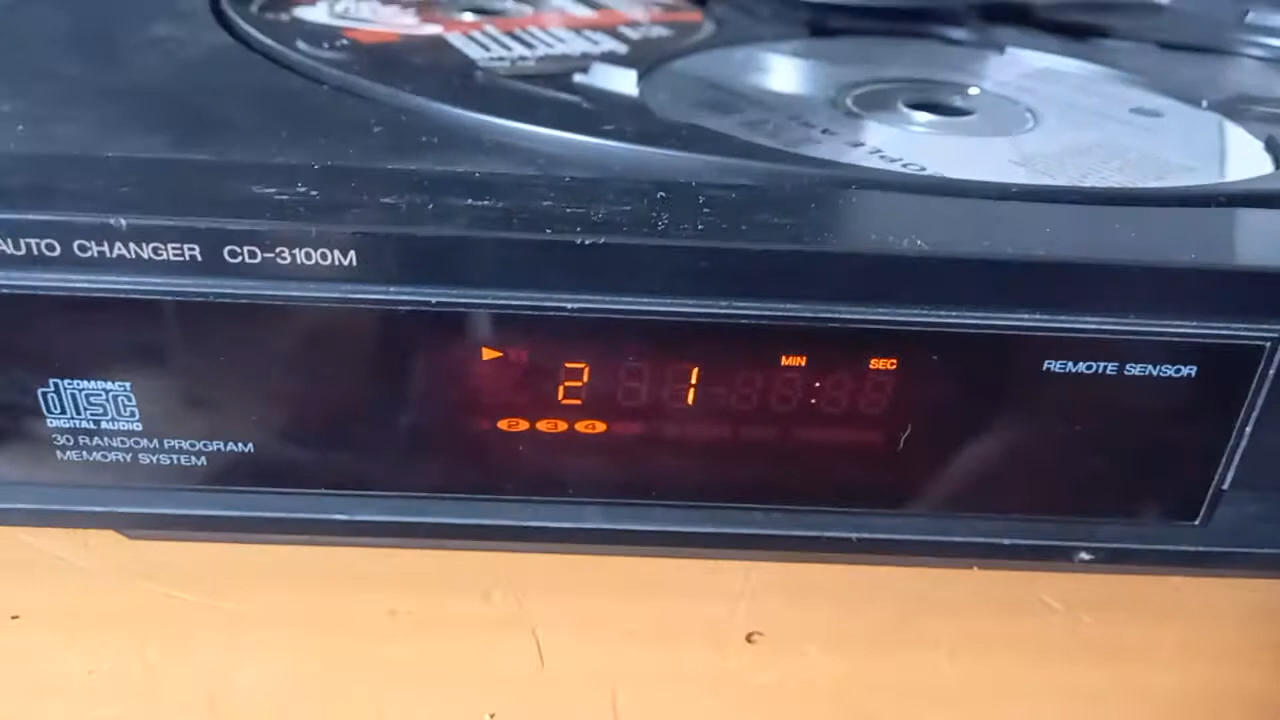 AUTO CHANGER CD-3100M
MIN SEC
2 1 :
2 3 4
REMOTE SENSOR
COMPACT
disc
DIGITAL AUDIO
30 RANDOM PROGRAM
MEMORY SYSTEM